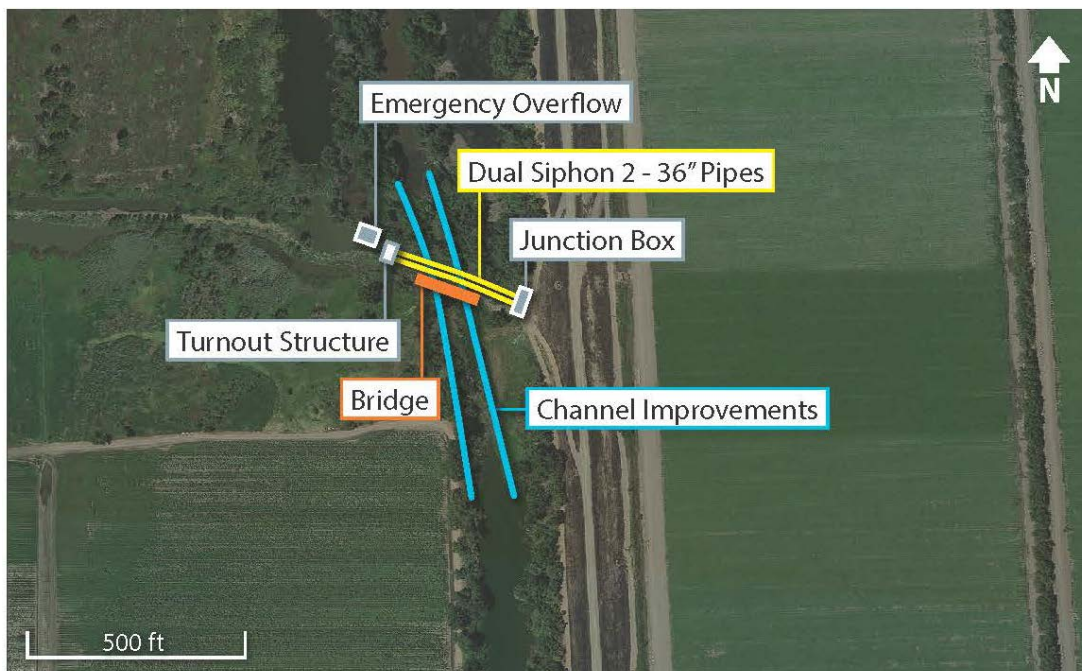 N
Emergency Overflow
Dual Siphon 2 - 36” Pipes
Junction Box
Turnout Structure
Bridge
Channel Improvements
500 ft